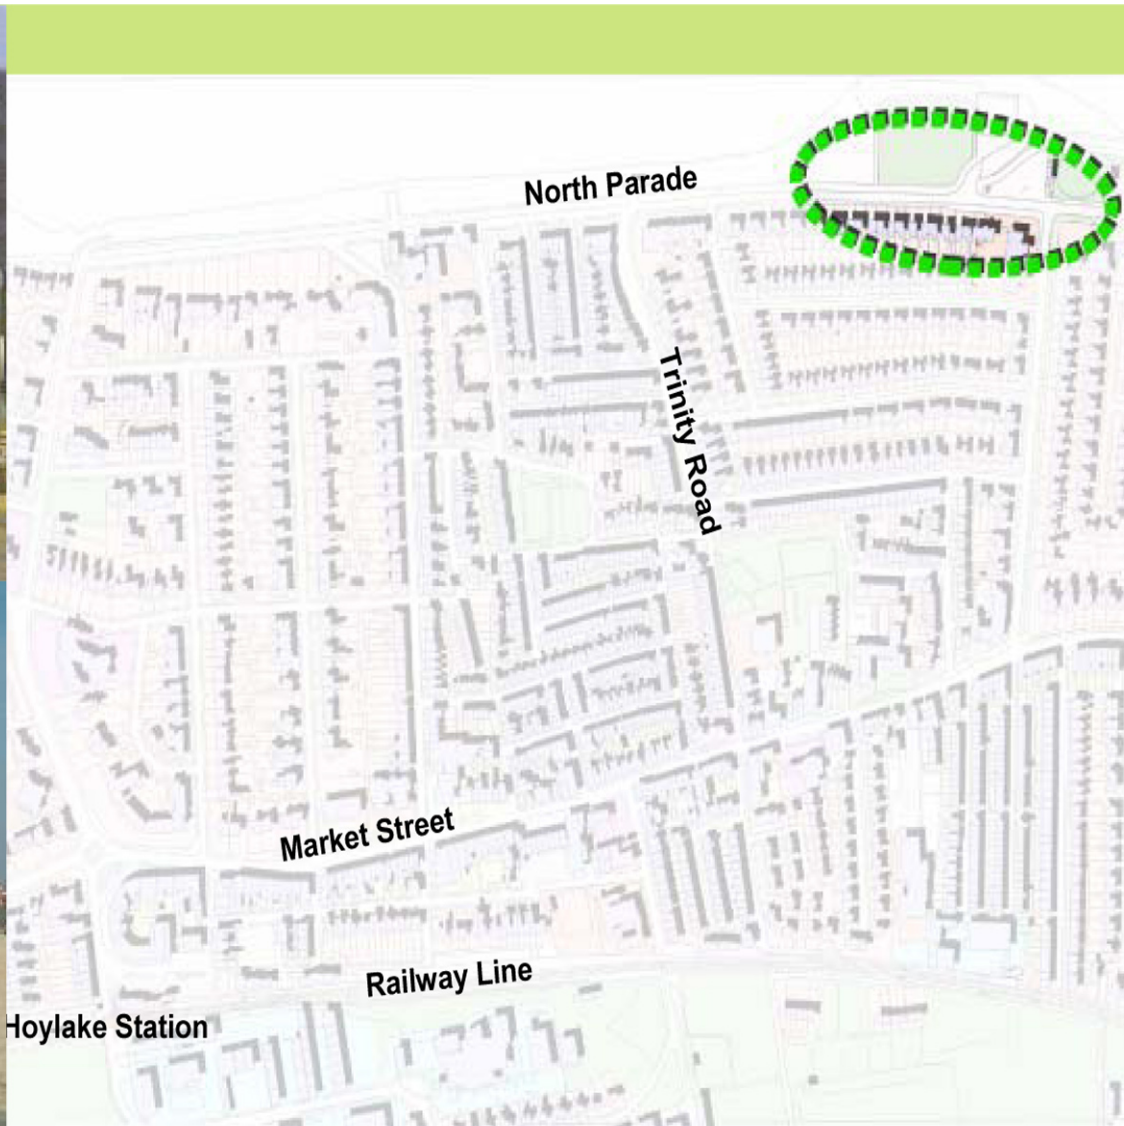 North Parade
Trinity Road
Market Street
Railway Line
Hoylake Station